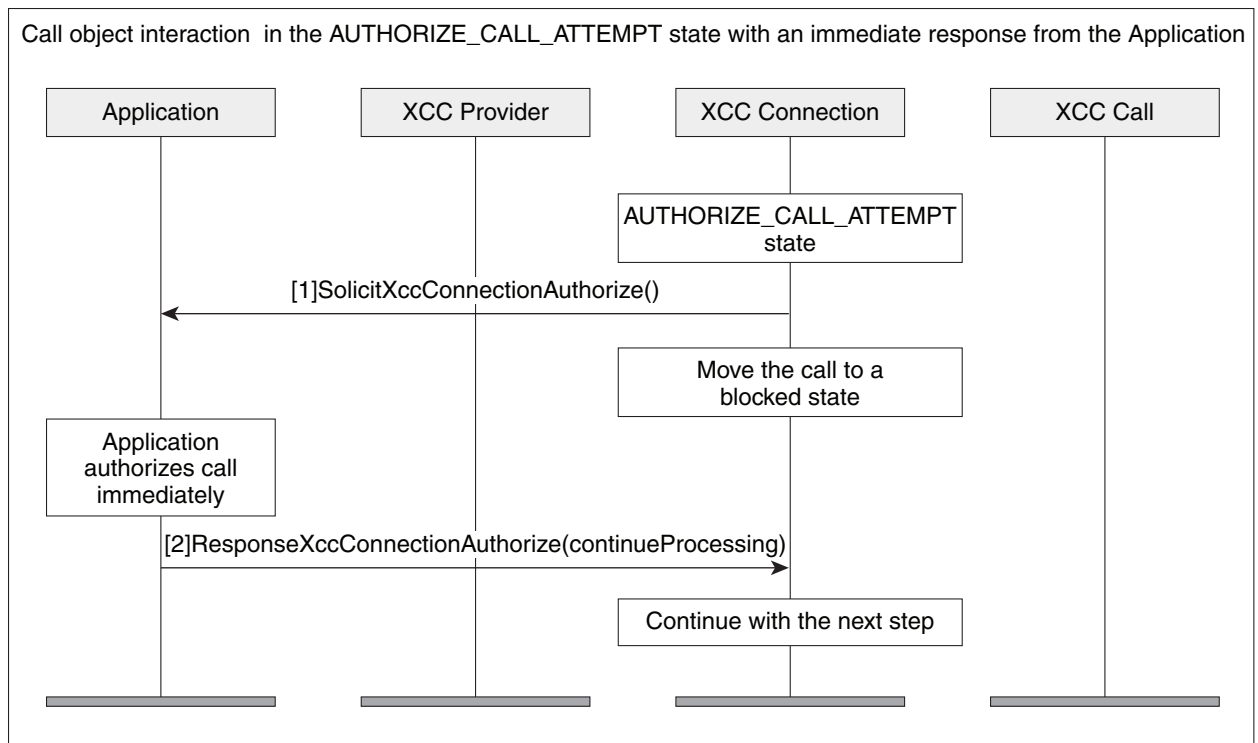 Call object interaction in the AUTHORIZE_CALL_ATTEMPT state with an immediate response from the Application
Application
XCC Provider
XCC Connection
XCC Call
AUTHORIZE_CALL_ATTEMPT
state
[1]SolicitXccConnectionAuthorize()
Move the call to a
blocked state
Application
authorizes call
immediately
[2]ResponseXccConnectionAuthorize(continueProcessing)
Continue with the next step